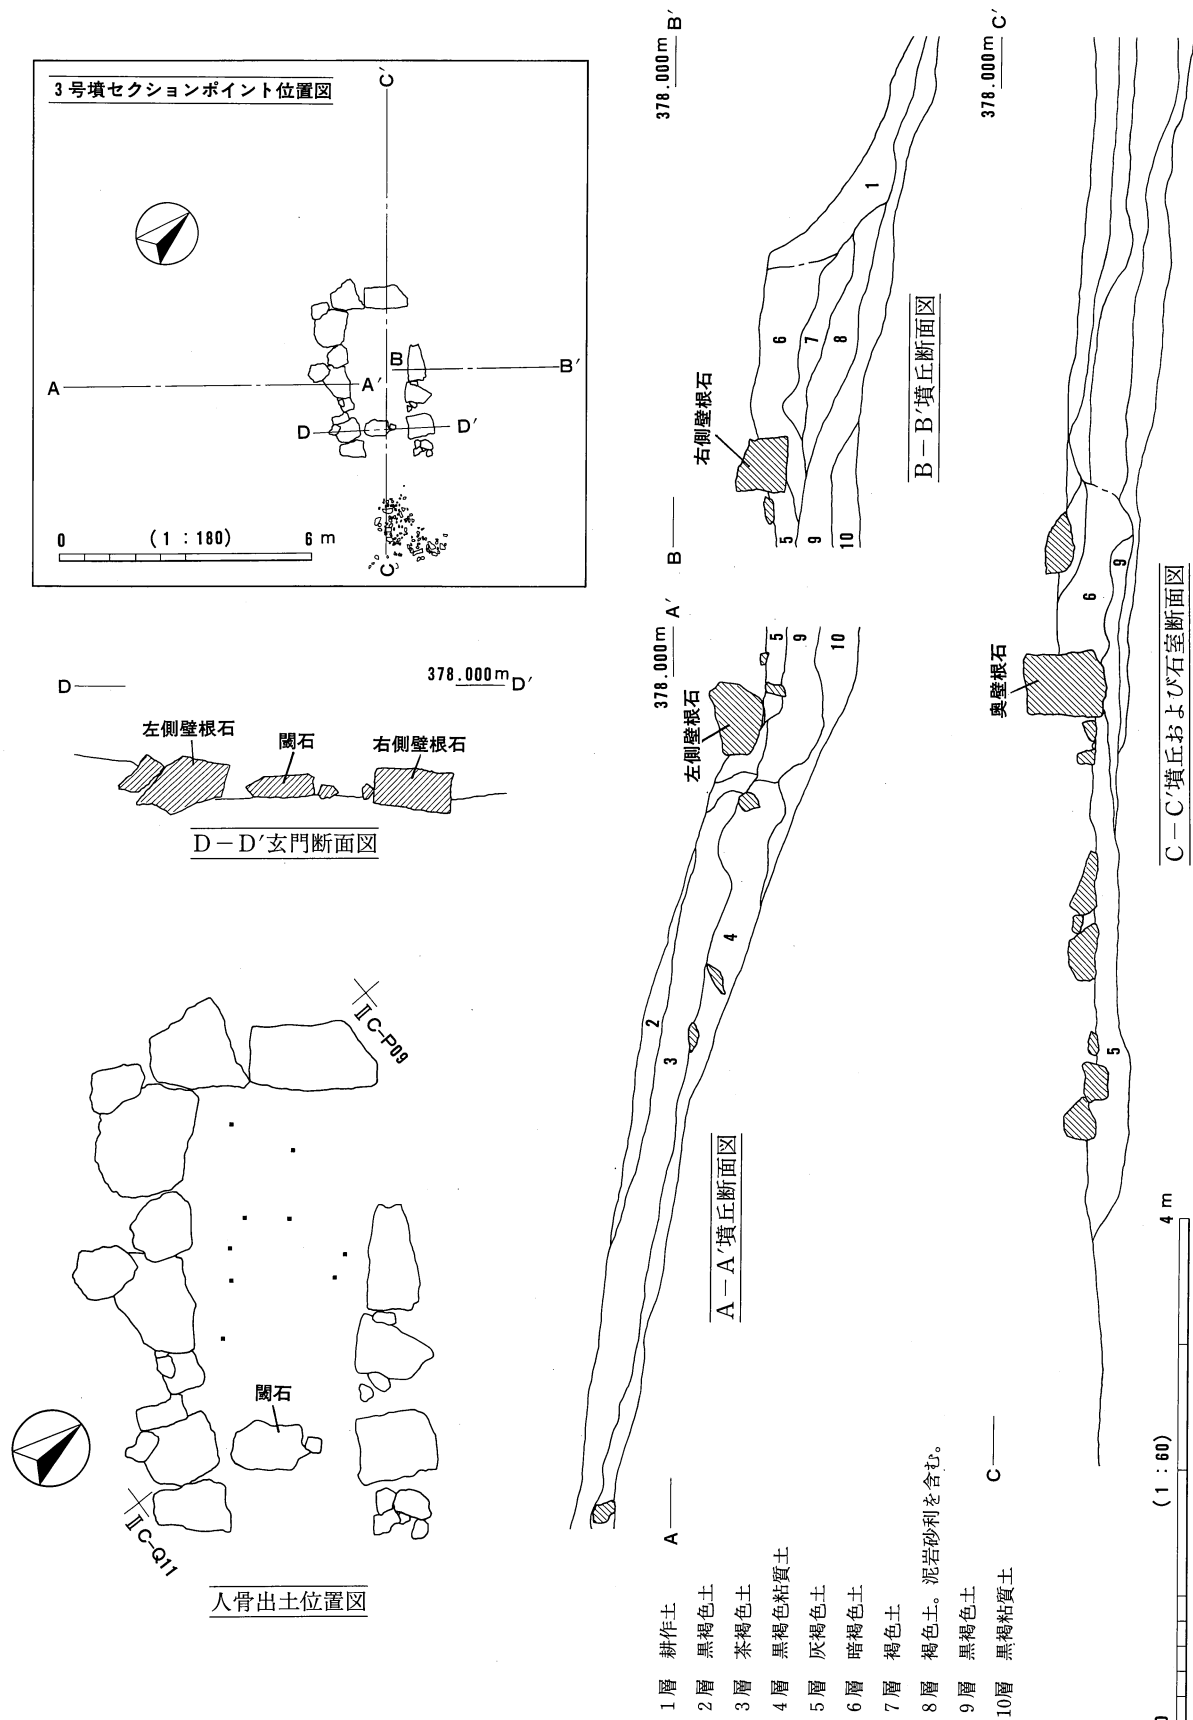 3号墳セクションポイント位置図
C′
A
A′
B
B′
D
D′
C
0 (1：180) 6 m
D
378.000m D′
左側壁根石
閾石
右側壁根石
D－D′玄門断面図
ⅡC-P09
閾石
ⅡC-Q11
人骨出土位置図
378.000m B′
1
6
7
8
右側壁根石
5
9
10
B
B－B′墳丘断面図
378.000m A′
5
9
10
左側壁根石
4
2
3
A
A－A′墳丘断面図
378.000m C′
9
6
奥壁根石
5
C
C－C′墳丘および石室断面図
1層 耕作土
2層 黒褐色土
3層 茶褐色土
4層 黒褐色粘質土
5層 灰褐色土
6層 暗褐色土
7層 褐色土
8層 褐色土。泥岩砂利を含む。
9層 黒褐色土
10層 黒褐粘質土
0 (1：60) 4 m